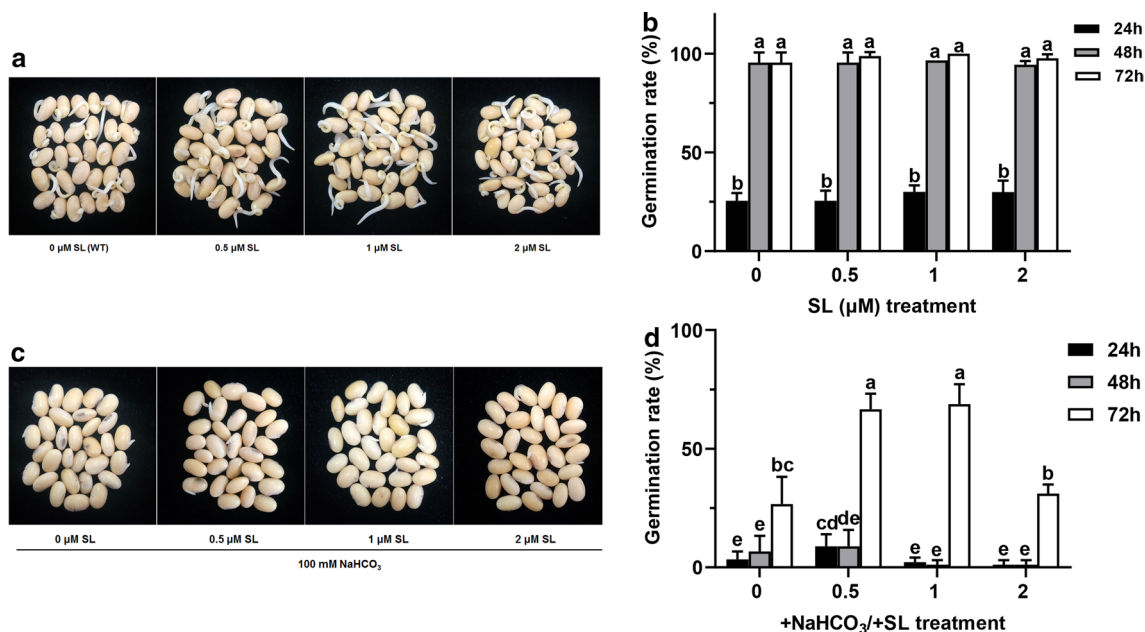 a
0 µM SL (WT)
0.5 µM SL
1 µM SL
2 µM SL
b
Germination rate (%)
100
50
0
a a
a a
a a
a a
b
b
b
b
0
0.5
1
2
SL (µM) treatment
24h
48h
72h
c
0 µM SL
0.5 µM SL
1 µM SL
2 µM SL
100 mM NaHCO₃
d
Germination rate (%)
100
50
0
e e bc
cd de a
e e a
e e b
0
0.5
1
2
+NaHCO₃/+SL treatment
24h
48h
72h